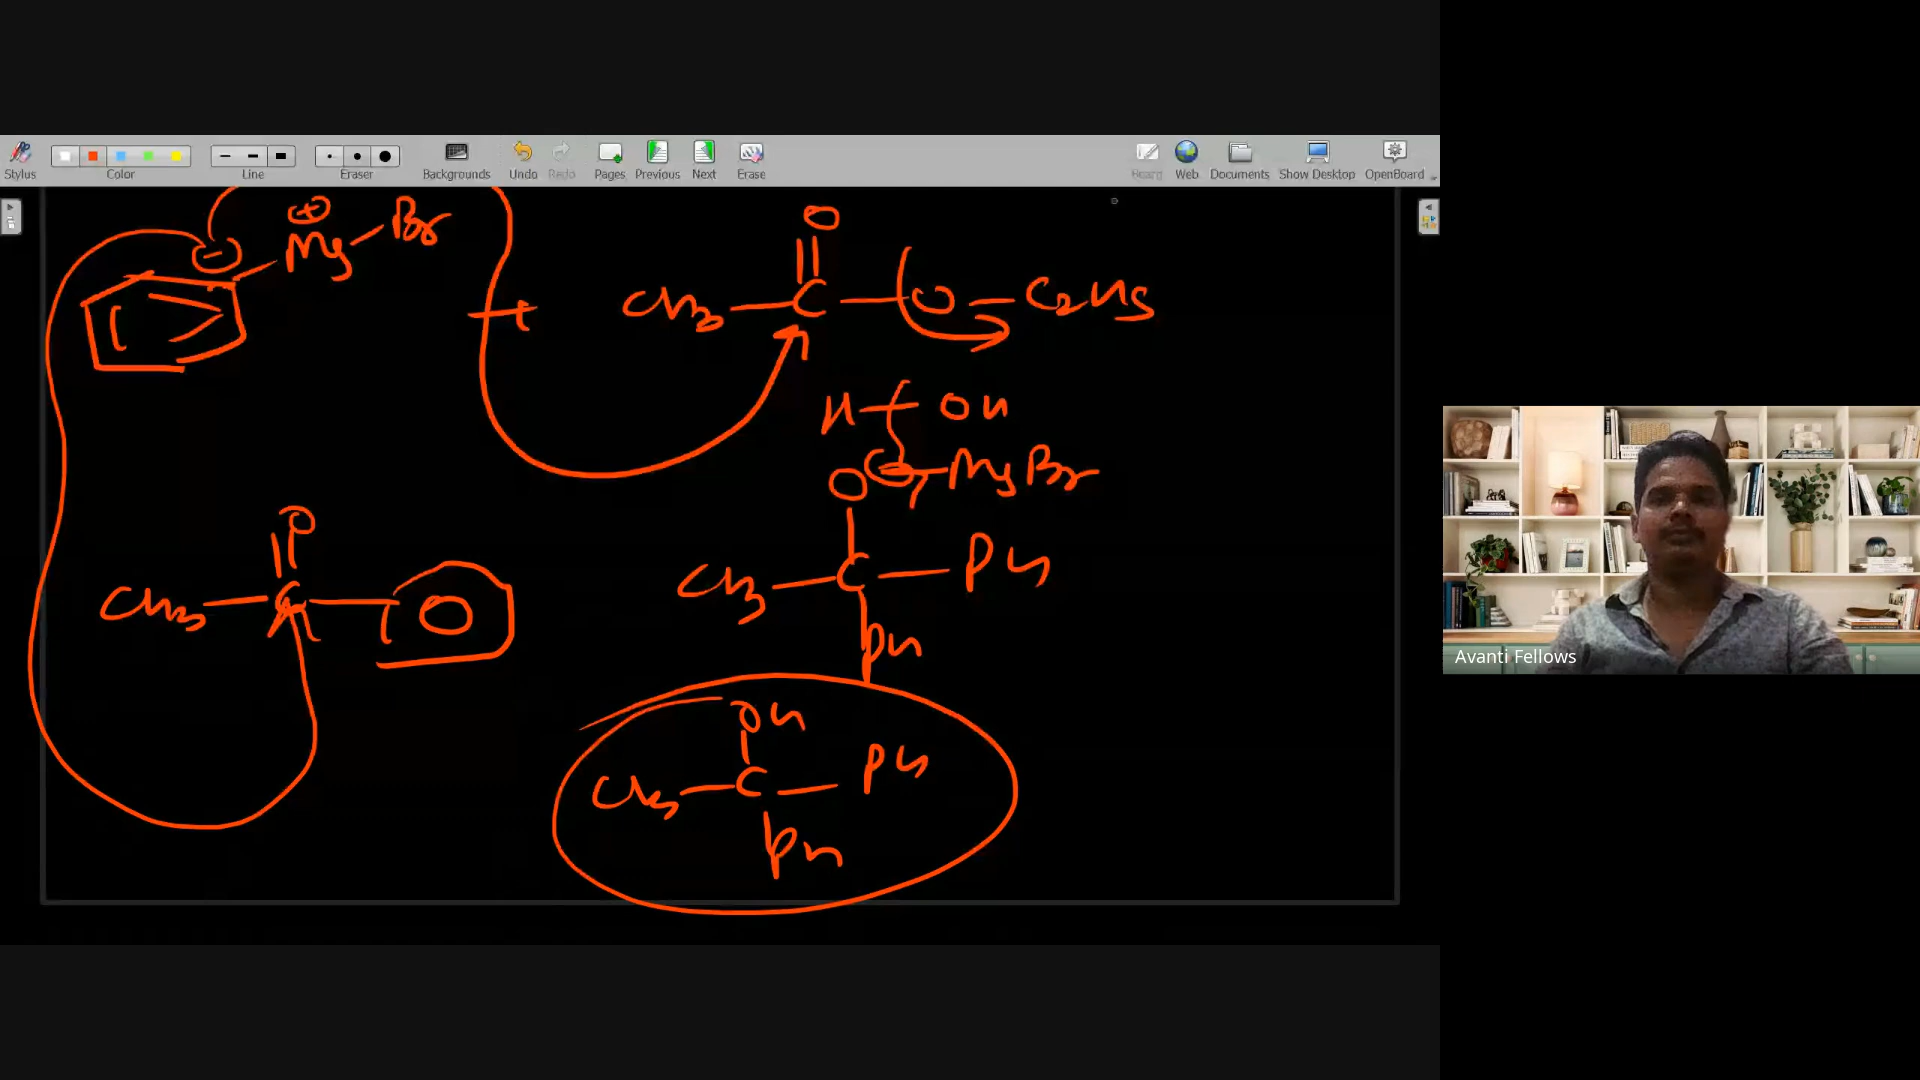 Stylus Color Line Eraser Backgrounds Undo Redo Pages Previous Next Erase Board Web Documents Show Desktop OpenBoard
⊖ ⊕ Mg-Br
+
O
CH3-C-O-C2H5
H-OH
O⊖-MgBr
CH3-C-Ph
Ph
O
CH3-C-
OH
CH3-C-Ph
Ph
Avanti Fellows